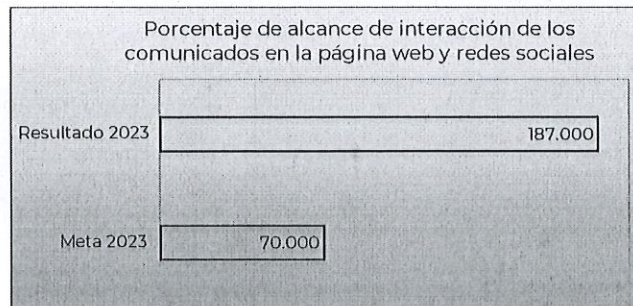 Porcentaje de alcance de interacción de los
comunicados en la página web y redes sociales
Resultado 2023
187.000
Meta 2023
70.000